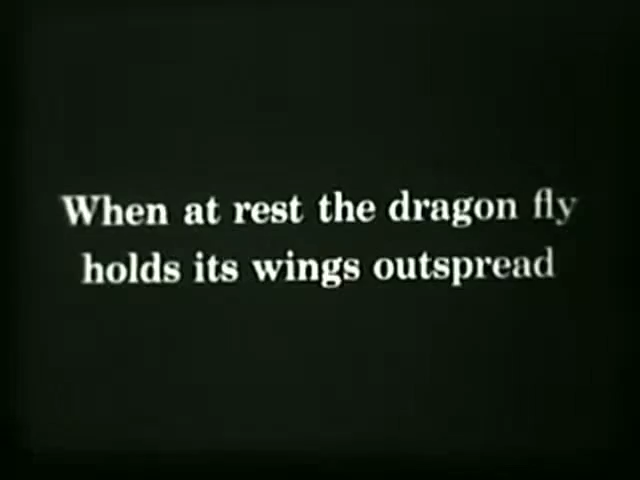 When at rest the dragon fly
holds its wings outspread